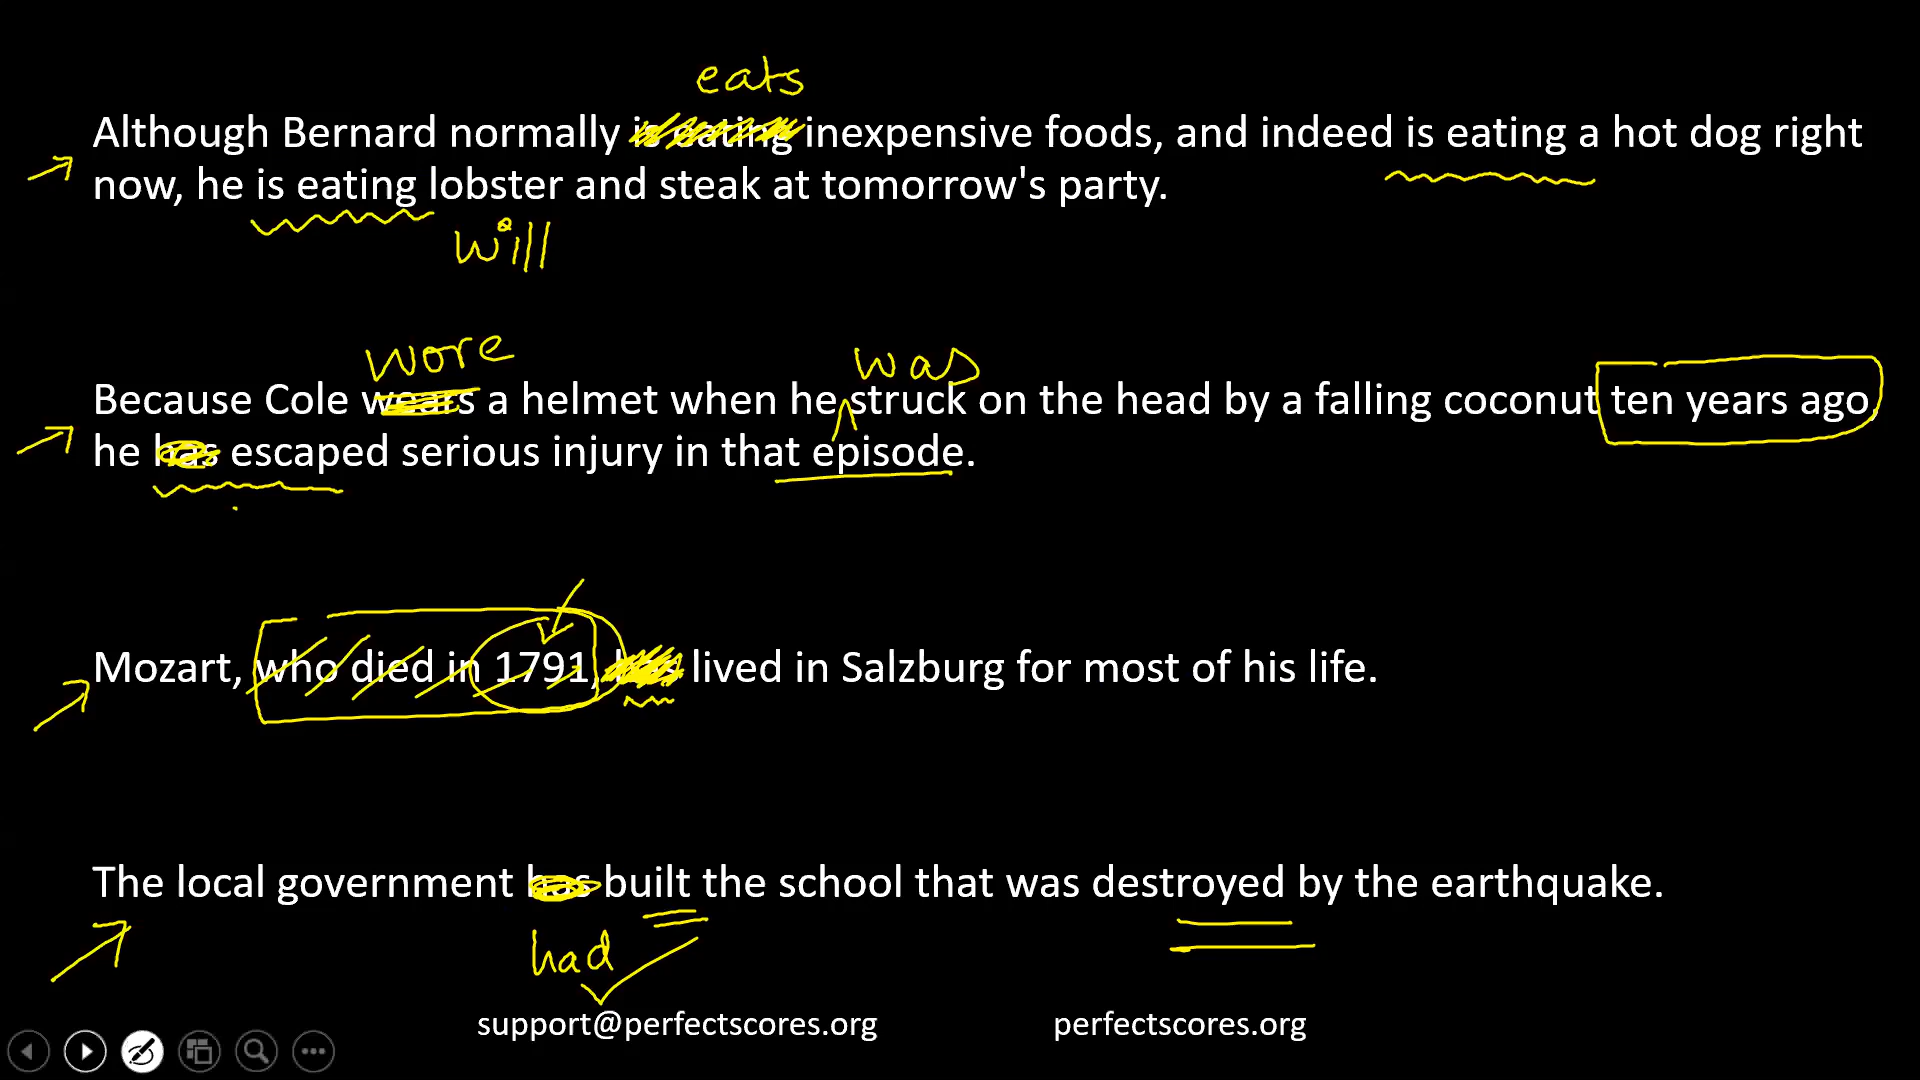 eats
Although Bernard normally is eating inexpensive foods, and indeed is eating a hot dog right
now, he is eating lobster and steak at tomorrow's party.
will
wore was
Because Cole wears a helmet when he struck on the head by a falling coconut ten years ago,
he has escaped serious injury in that episode.
Mozart, who died in 1791, has lived in Salzburg for most of his life.
The local government has built the school that was destroyed by the earthquake.
had
support@perfectscores.org perfectscores.org